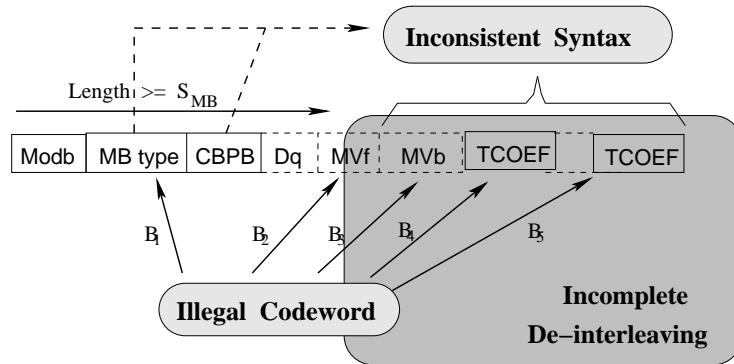 Inconsistent Syntax
Length >= S_MB
Modb MB type CBPB Dq MVf MVb TCOEF TCOEF
B1 B2 B3 B4 B5
Illegal Codeword
Incomplete
De-interleaving